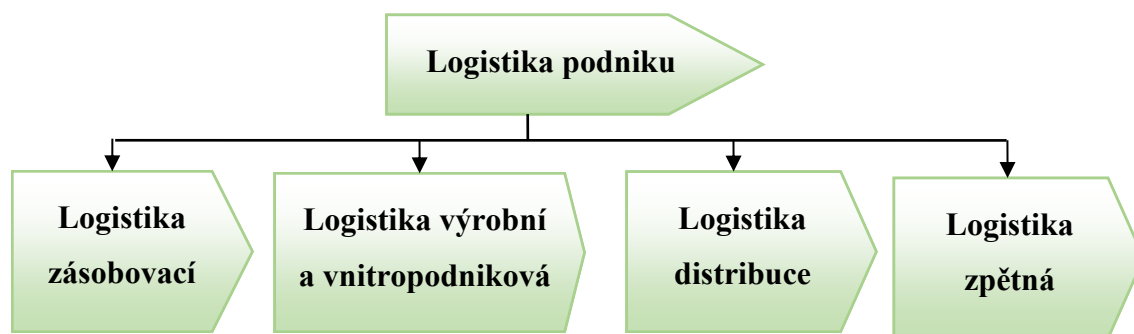 Logistika podniku
Logistika
zásobovací
Logistika výrobní
a vnitropodniková
Logistika
distribuce
Logistika
zpětná